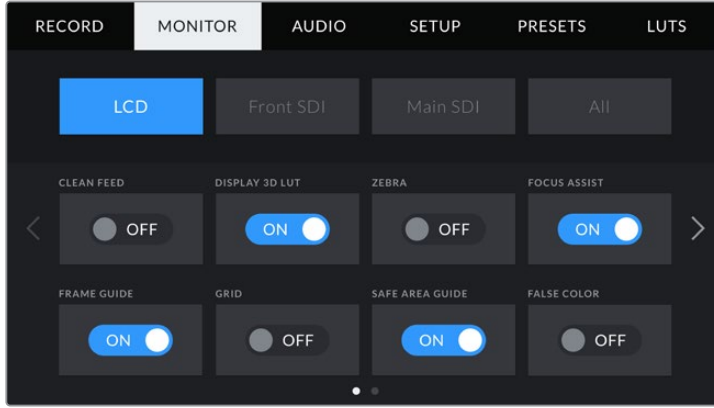 RECORD MONITOR AUDIO SETUP PRESETS LUTS
LCD Front SDI Main SDI All
CLEAN FEED DISPLAY 3D LUT ZEBRA FOCUS ASSIST
OFF ON OFF ON
FRAME GUIDE GRID SAFE AREA GUIDE FALSE COLOR
ON OFF ON OFF